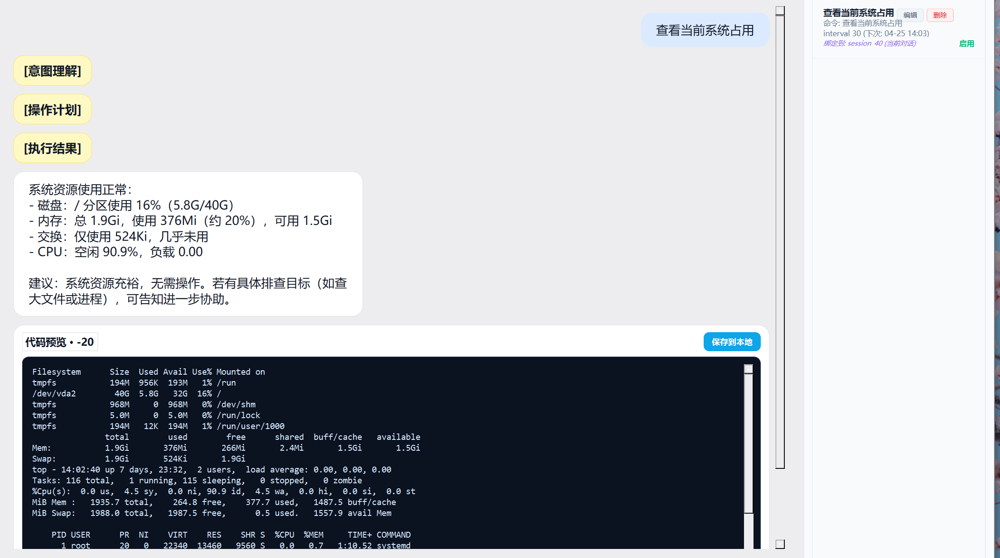 查看当前系统占用
[意图理解]
[操作计划]
[执行结果]
系统资源使用正常：
- 磁盘：/ 分区使用 16%（5.8G/40G）
- 内存：总 1.9Gi，使用 376Mi（约 20%），可用 1.5Gi
- 交换：仅使用 524Ki，几乎未用
- CPU：空闲 90.9%，负载 0.00
建议：系统资源充裕，无需操作。若有具体排查目标（如查
大文件或进程），可告知进一步协助。
代码预览 • -20
保存到本地
Filesystem      Size  Used Avail Use% Mounted on
tmpfs           194M  956K  193M   1% /run
/dev/vda2        40G  5.8G   32G  16% /
tmpfs           968M     0  968M   0% /dev/shm
tmpfs           5.0M     0  5.0M   0% /run/lock
tmpfs           194M   12K  194M   1% /run/user/1000
               total        used        free      shared  buff/cache   available
Mem:           1.9Gi       376Mi       266Mi       2.4Mi       1.5Gi       1.5Gi
Swap:          1.9Gi       524Ki       1.9Gi
top - 14:02:40 up 7 days, 23:32,  2 users,  load average: 0.00, 0.00, 0.00
Tasks: 116 total,   1 running, 115 sleeping,   0 stopped,   0 zombie
%Cpu(s):  0.0 us,  4.5 sy,  0.0 ni, 90.9 id,  4.5 wa,  0.0 hi,  0.0 si,  0.0 st
MiB Mem :   1935.7 total,    264.8 free,    377.7 used,   1487.5 buff/cache
MiB Swap:   1988.0 total,   1987.5 free,      0.5 used.   1557.9 avail Mem
    PID USER      PR  NI    VIRT    RES    SHR S  %CPU  %MEM     TIME+ COMMAND
      1 root      20   0   22340  13460   9560 S   0.0   0.7   1:10.52 systemd
查看当前系统占用
编辑
删除
命令: 查看当前系统占用
interval 30 (下次: 04-25 14:03)
绑定到: session 40 (当前对话)
启用